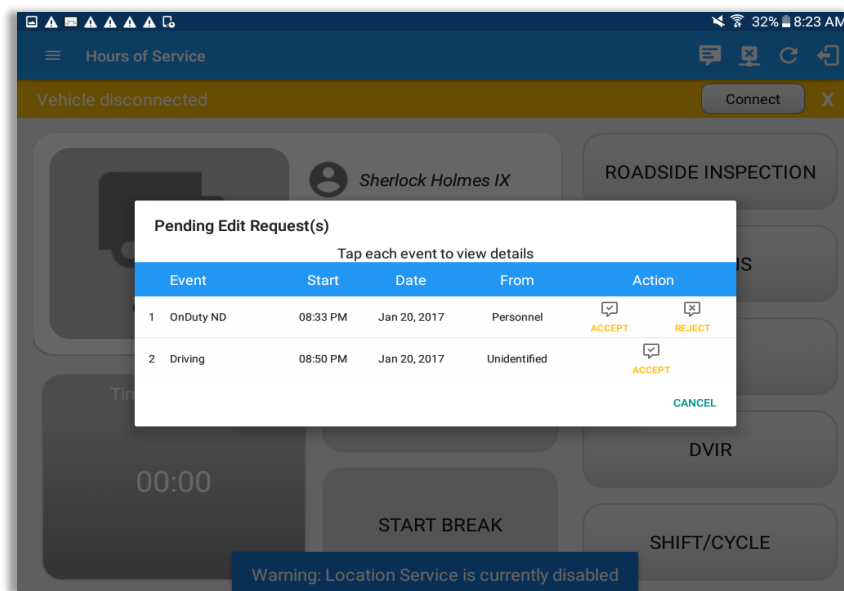 32% 8:23 AM
Hours of Service
Vehicle disconnected
Connect
X
Sherlock Holmes IX
ROADSIDE INSPECTION
Pending Edit Request(s)
Tap each event to view details
Event Start Date From Action
1 OnDuty ND 08:33 PM Jan 20, 2017 Personnel ACCEPT REJECT
2 Driving 08:50 PM Jan 20, 2017 Unidentified ACCEPT
CANCEL
DVIR
00:00
START BREAK
SHIFT/CYCLE
Warning: Location Service is currently disabled